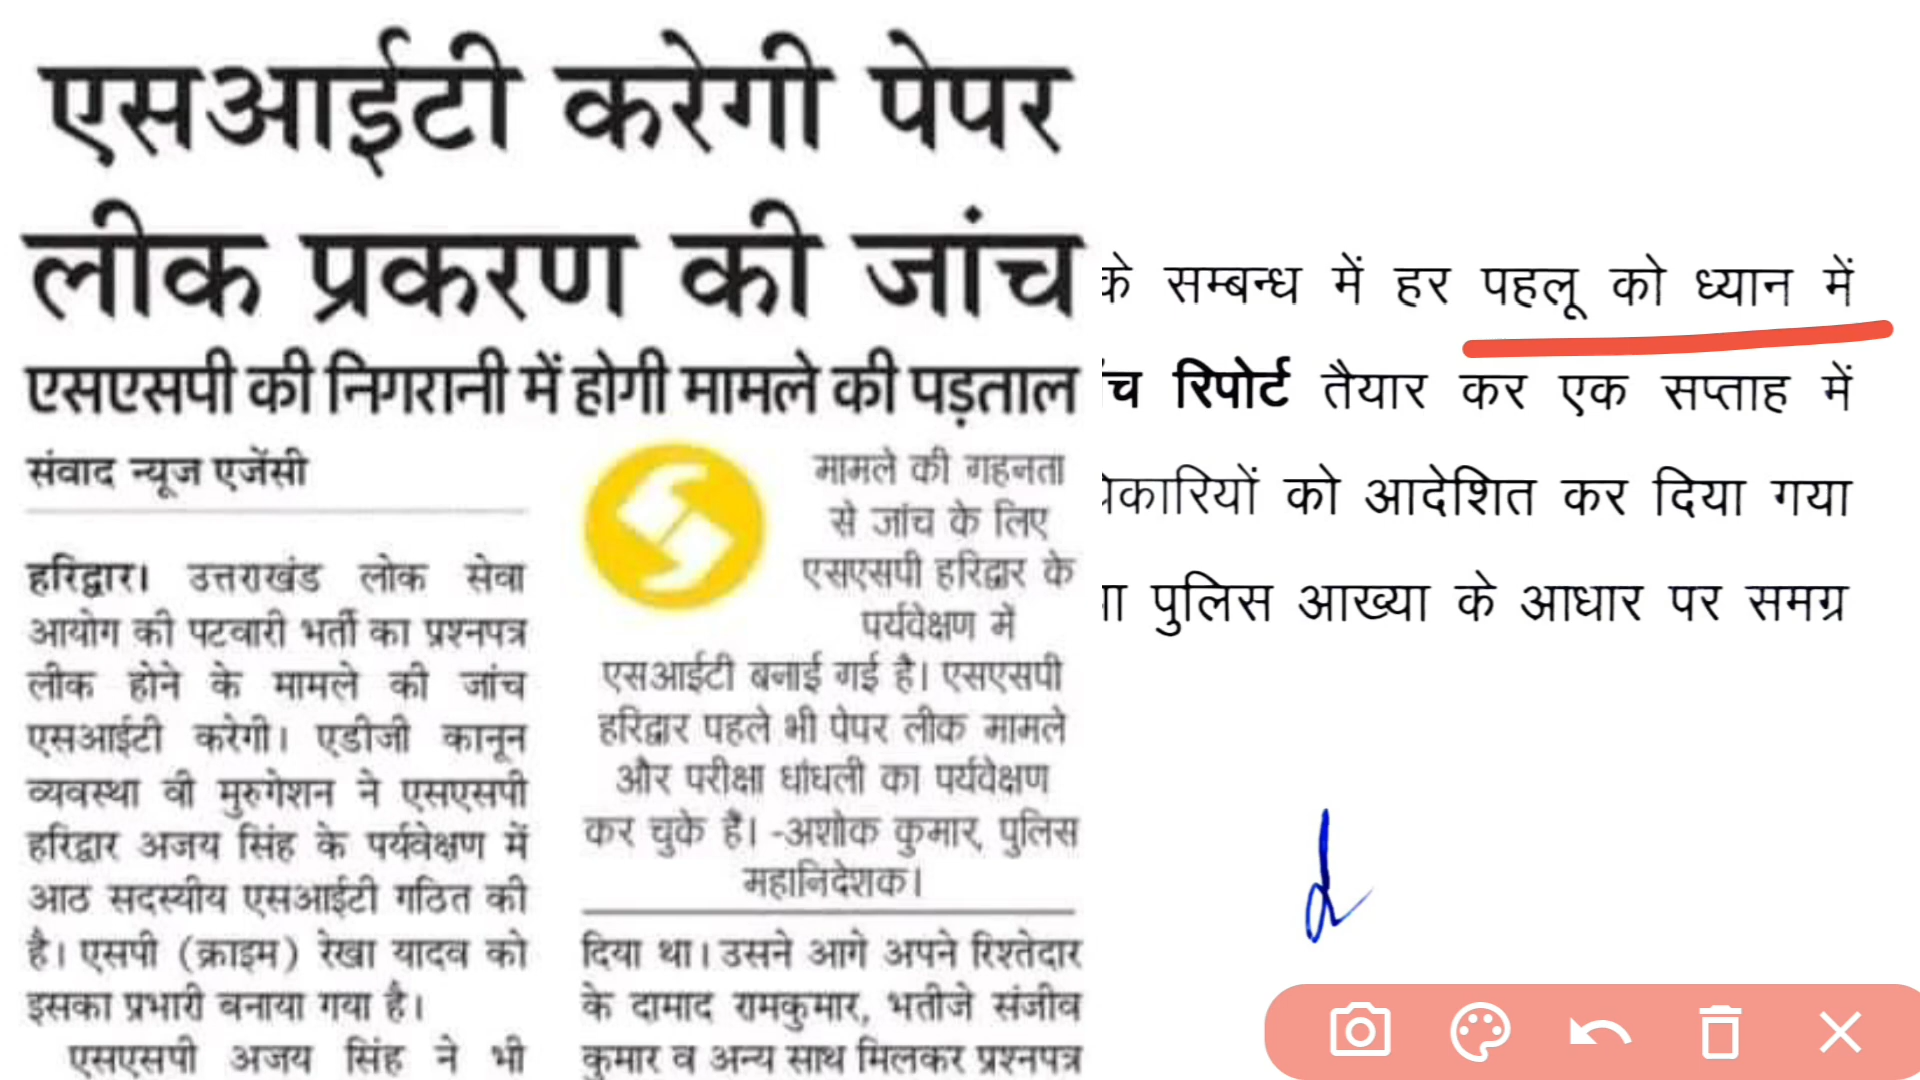 एसआईटी करेगी पेपर
लीक प्रकरण की जांच
एसएसपी की निगरानी में होगी मामले की पड़ताल
संवाद न्यूज एजेंसी
हरिद्वार। उत्तराखंड लोक सेवा
आयोग की पटवारी भर्ती का प्रश्नपत्र
लीक होने के मामले की जांच
एसआईटी करेगी। एडीजी कानून
व्यवस्था वी मुरुगेशन ने एसएसपी
हरिद्वार अजय सिंह के पर्यवेक्षण में
आठ सदस्यीय एसआईटी गठित की
है। एसपी (क्राइम) रेखा यादव को
इसका प्रभारी बनाया गया है।
एसएसपी अजय सिंह ने भी
मामले की गहनता
से जांच के लिए
एसएसपी हरिद्वार के
पर्यवेक्षण में
एसआईटी बनाई गई है। एसएसपी
हरिद्वार पहले भी पेपर लीक मामले
और परीक्षा धांधली का पर्यवेक्षण
कर चुके हैं। -अशोक कुमार, पुलिस
महानिदेशक।
दिया था। उसने आगे अपने रिश्तेदार
के दामाद रामकुमार, भतीजे संजीव
कुमार व अन्य साथ मिलकर प्रश्नपत्र
के सम्बन्ध में हर पहलू को ध्यान में
रिपोर्ट तैयार कर एक सप्ताह में
को आदेशित कर दिया गया
पुलिस आख्या के आधार पर समग्र